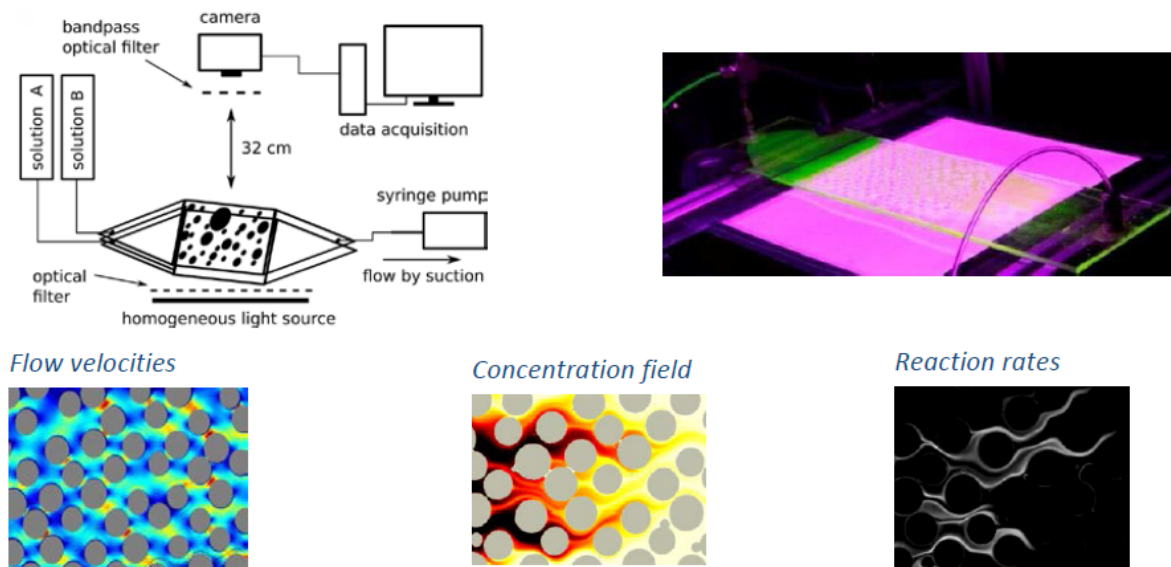 camera
bandpass
optical filter
solution A
solution B
32 cm
data acquisition
syringe pump
flow by suction
optical
filter
homogeneous light source
Flow velocities
Concentration field
Reaction rates